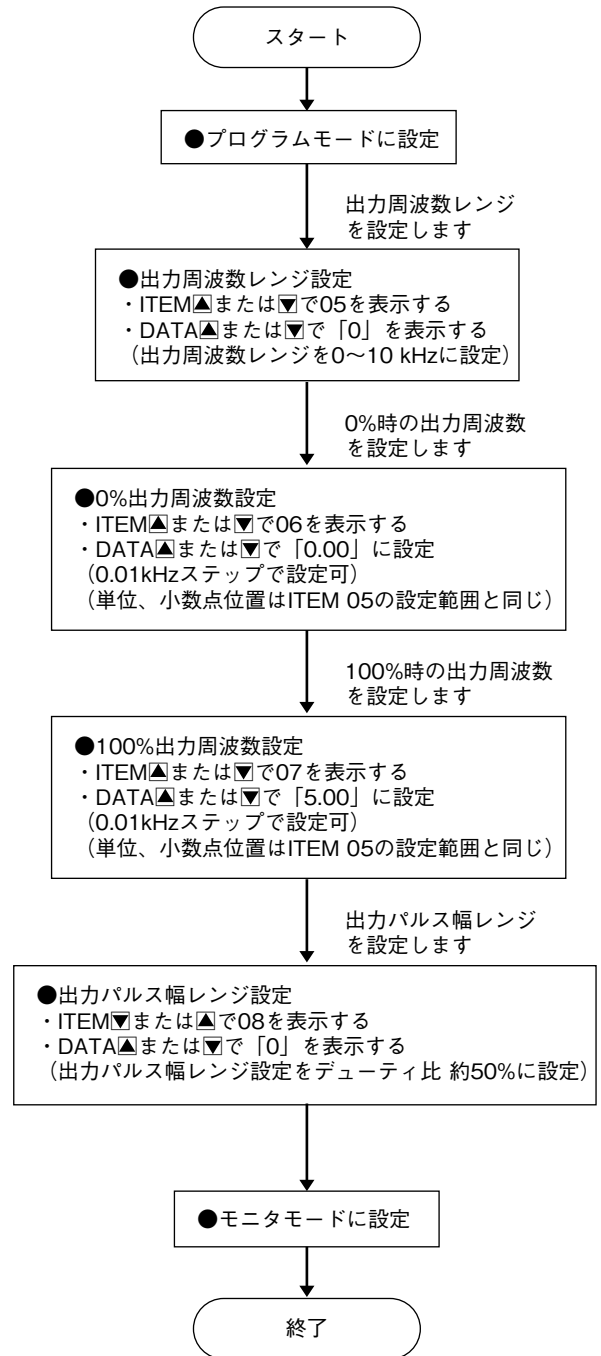 スタート
●プログラムモードに設定
出力周波数レンジ
を設定します
●出力周波数レンジ設定
・ITEM▲または▼で05を表示する
・DATA▲または▼で「0」を表示する
（出力周波数レンジを0～10 kHzに設定）
0%時の出力周波数
を設定します
●0%出力周波数設定
・ITEM▲または▼で06を表示する
・DATA▲または▼で「0.00」に設定
（0.01kHzステップで設定可）
（単位、小数点位置はITEM 05の設定範囲と同じ）
100%時の出力周波数
を設定します
●100%出力周波数設定
・ITEM▲または▼で07を表示する
・DATA▲または▼で「5.00」に設定
（0.01kHzステップで設定可）
（単位、小数点位置はITEM 05の設定範囲と同じ）
出力パルス幅レンジ
を設定します
●出力パルス幅レンジ設定
・ITEM▼または▲で08を表示する
・DATA▲または▼で「0」を表示する
（出力パルス幅レンジ設定をデューティ比 約50%に設定）
●モニタモードに設定
終了